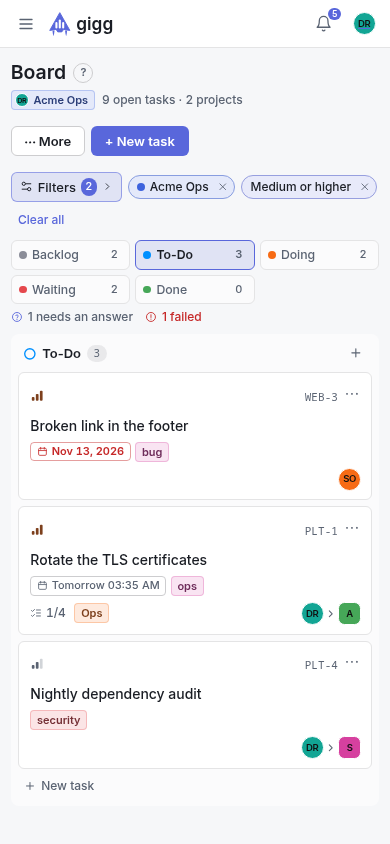 gigg
5
DR
Board ?
DR Acme Ops 9 open tasks · 2 projects
··· More + New task
Filters 2 Acme Ops × Medium or higher ×
Clear all
Backlog 2 To-Do 3 Doing 2
Waiting 2 Done 0
1 needs an answer 1 failed
To-Do 3 +
WEB-3 ···
Broken link in the footer
Nov 13, 2026 bug
SO
PLT-1 ···
Rotate the TLS certificates
Tomorrow 03:35 AM ops
1/4 Ops DR > A
PLT-4 ···
Nightly dependency audit
security
DR > S
+ New task